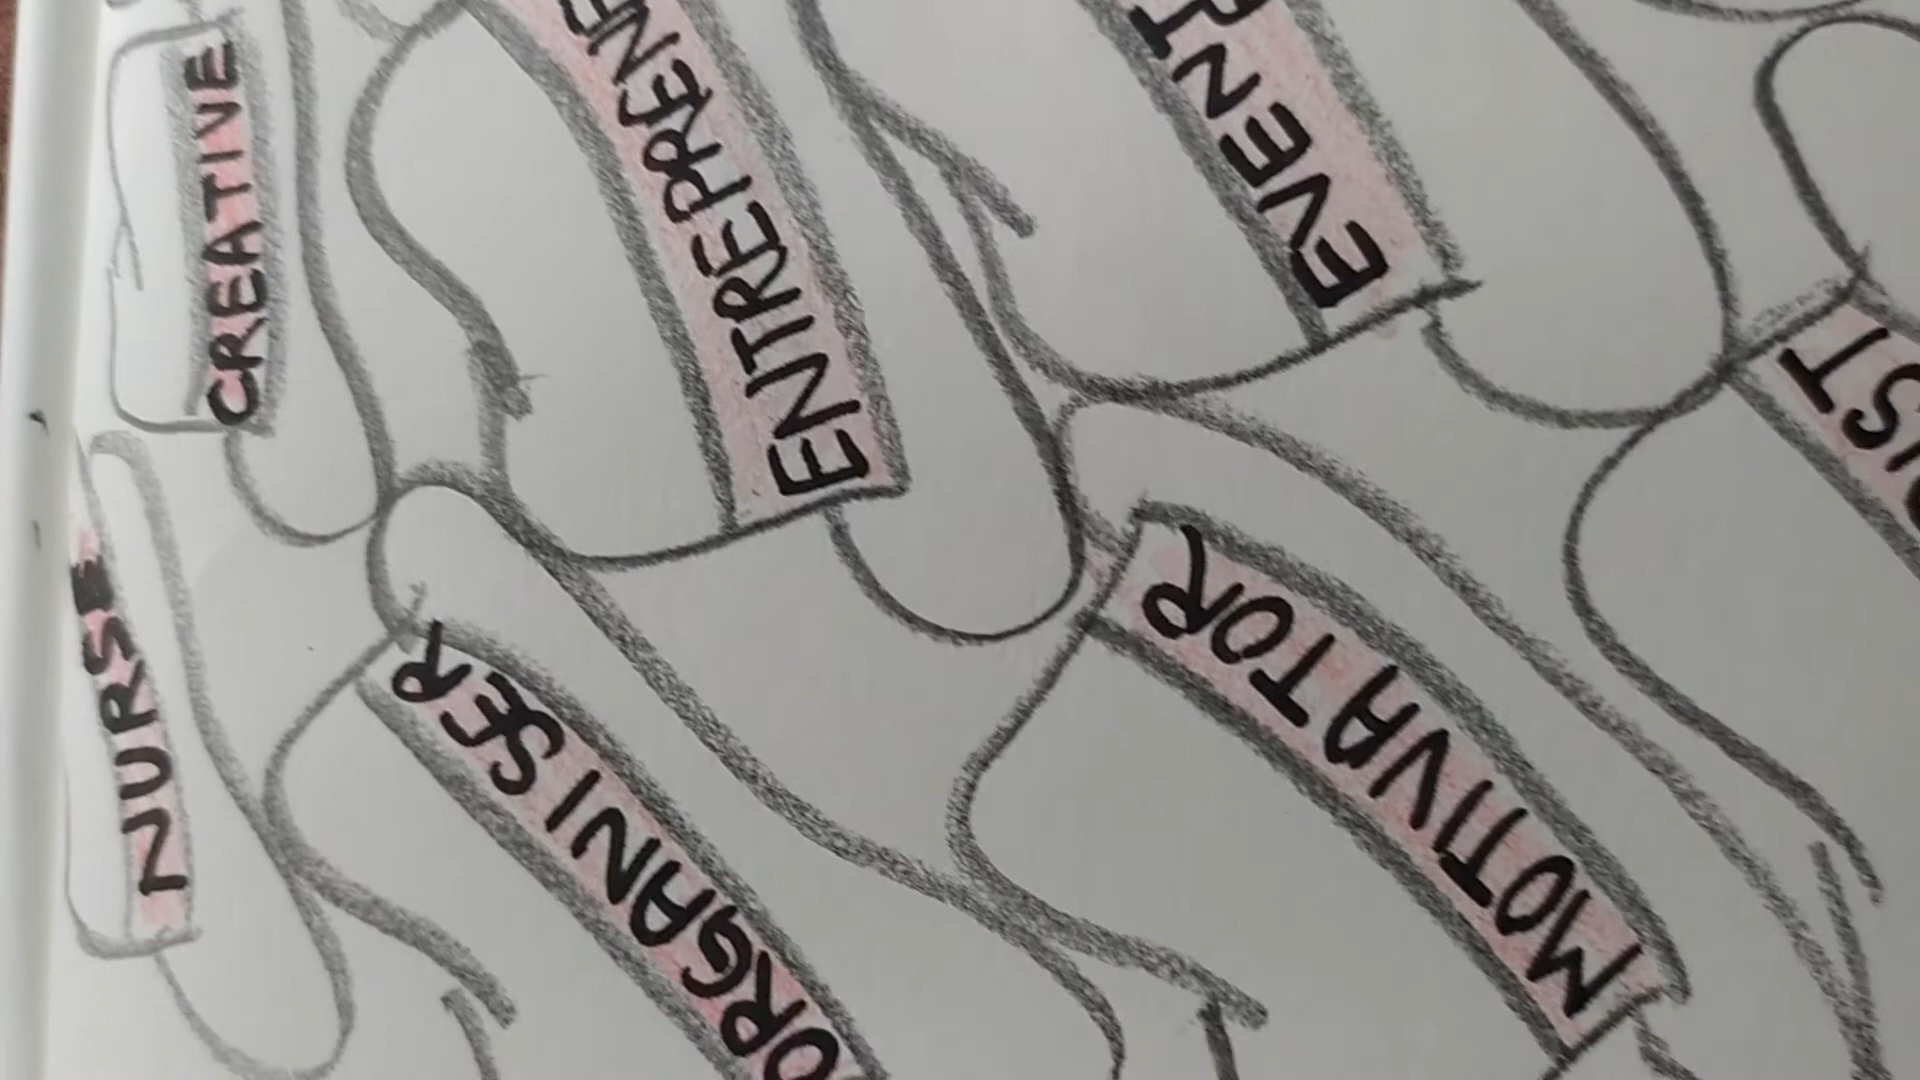 CREATIVE
ENTREPRENE
EVENT
NURSE
ORGANISER
MOTIVATOR
IST